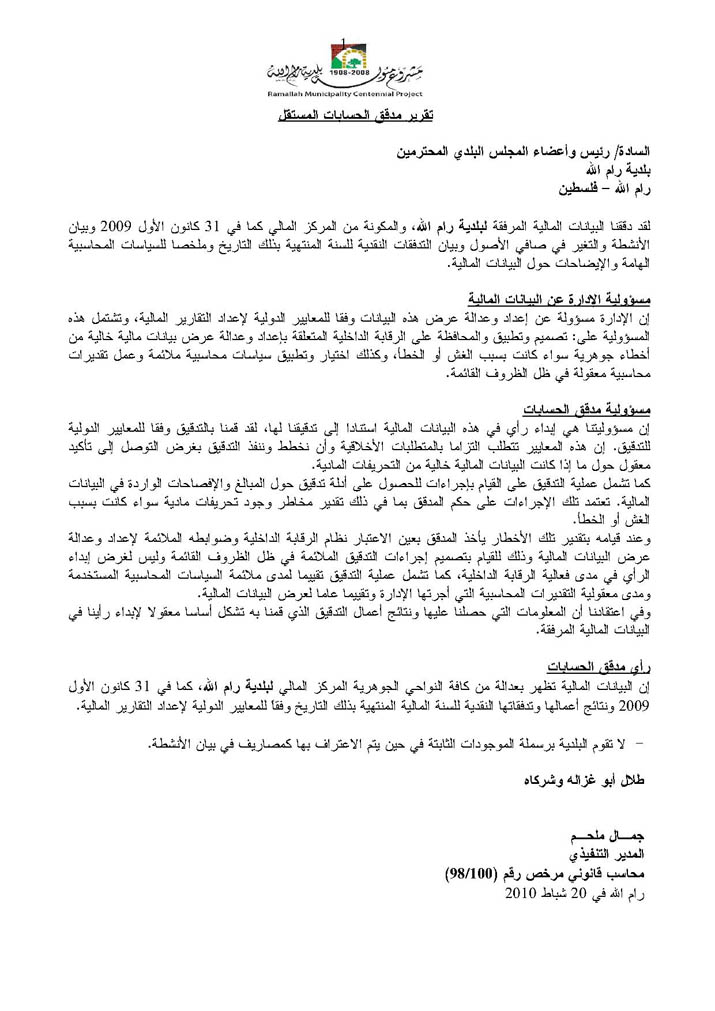 1
مشروع مئوية بلدية رام الله
1908-2008
Ramallah Municipality Centennial Project
تقرير مدقق الحسابات المستقل
السادة/ رئيس وأعضاء المجلس البلدي المحترمين
بلدية رام الله
رام الله – فلسطين
لقد دققنا البيانات المالية المرفقة لبلدية رام الله، والمكونة من المركز المالي كما في 31 كانون الأول 2009 وبيان
الأنشطة والتغير في صافي الأصول وبيان التدفقات النقدية للسنة المنتهية بذلك التاريخ وملخصا للسياسات المحاسبية
الهامة والإيضاحات حول البيانات المالية.
مسؤولية الادارة عن البيانات المالية
إن الإدارة مسؤولة عن إعداد وعدالة عرض هذه البيانات وفقا للمعايير الدولية لإعداد التقارير المالية، وتشتمل هذه
المسؤولية على: تصميم وتطبيق والمحافظة على الرقابة الداخلية المتعلقة بإعداد وعدالة عرض بيانات مالية خالية من
أخطاء جوهرية سواء كانت بسبب الغش أو الخطأ، وكذلك اختيار وتطبيق سياسات محاسبية ملائمة وعمل تقديرات
محاسبية معقولة في ظل الظروف القائمة.
مسؤولية مدقق الحسابات
إن مسؤوليتنا هي إبداء رأي في هذه البيانات المالية استنادا إلى تدقيقنا لها، لقد قمنا بالتدقيق وفقا للمعايير الدولية
للتدقيق. إن هذه المعايير تتطلب التزاما بالمتطلبات الأخلاقية وأن نخطط وننفذ التدقيق بغرض التوصل إلى تأكيد
معقول حول ما إذا كانت البيانات المالية خالية من التحريفات المادية.
كما تشمل عملية التدقيق على القيام بإجراءات للحصول على أدلة تدقيق حول المبالغ والإفصاحات الواردة في البيانات
المالية. تعتمد تلك الإجراءات على حكم المدقق بما في ذلك تقدير مخاطر وجود تحريفات مادية سواء كانت بسبب
الغش أو الخطأ.
وعند قيامه بتقدير تلك الأخطار يأخذ المدقق بعين الاعتبار نظام الرقابة الداخلية وضوابطه الملائمة لإعداد وعدالة
عرض البيانات المالية وذلك للقيام بتصميم إجراءات التدقيق الملائمة في ظل الظروف القائمة وليس لغرض إبداء
الرأي في مدى فعالية الرقابة الداخلية، كما تشمل عملية التدقيق تقييما لمدى ملائمة السياسات المحاسبية المستخدمة
ومدى معقولية التقديرات المحاسبية التي أجرتها الإدارة وتقييما عاما لعرض البيانات المالية.
وفي اعتقادنا أن المعلومات التي حصلنا عليها ونتائج أعمال التدقيق الذي قمنا به تشكل أساسا معقولا لإبداء رأينا في
البيانات المالية المرفقة.
رأي مدقق الحسابات
إن البيانات المالية تظهر بعدالة من كافة النواحي الجوهرية المركز المالي لبلدية رام الله، كما في 31 كانون الأول
2009 ونتائج أعمالها وتدفقاتها النقدية للسنة المالية المنتهية بذلك التاريخ وفقاً للمعايير الدولية لإعداد التقارير المالية.
- لا تقوم البلدية برسملة الموجودات الثابتة في حين يتم الاعتراف بها كمصاريف في بيان الأنشطة.
طلال أبو غزاله وشركاه
جمـــال ملحـــم
المدير التنفيذي
محاسب قانوني مرخص رقم (98/100)
رام الله في 20 شباط 2010